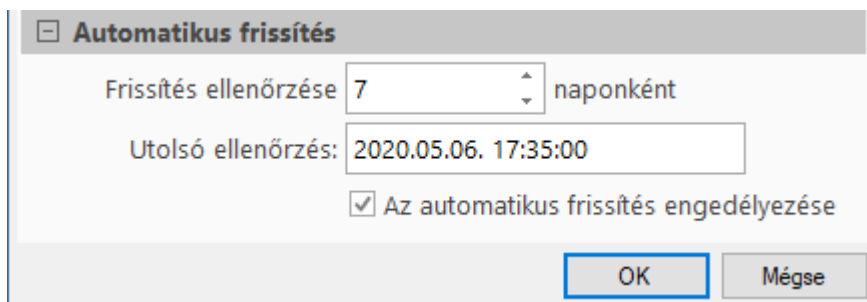 Automatikus frissítés
Frissítés ellenőrzése 7 naponként
Utolsó ellenőrzés: 2020.05.06. 17:35:00
Az automatikus frissítés engedélyezése
OK Mégse